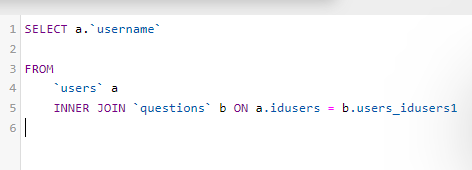 1 SELECT a.`username`
2
3 FROM
4 `users` a
5 INNER JOIN `questions` b ON a.idusers = b.users_idusers1
6